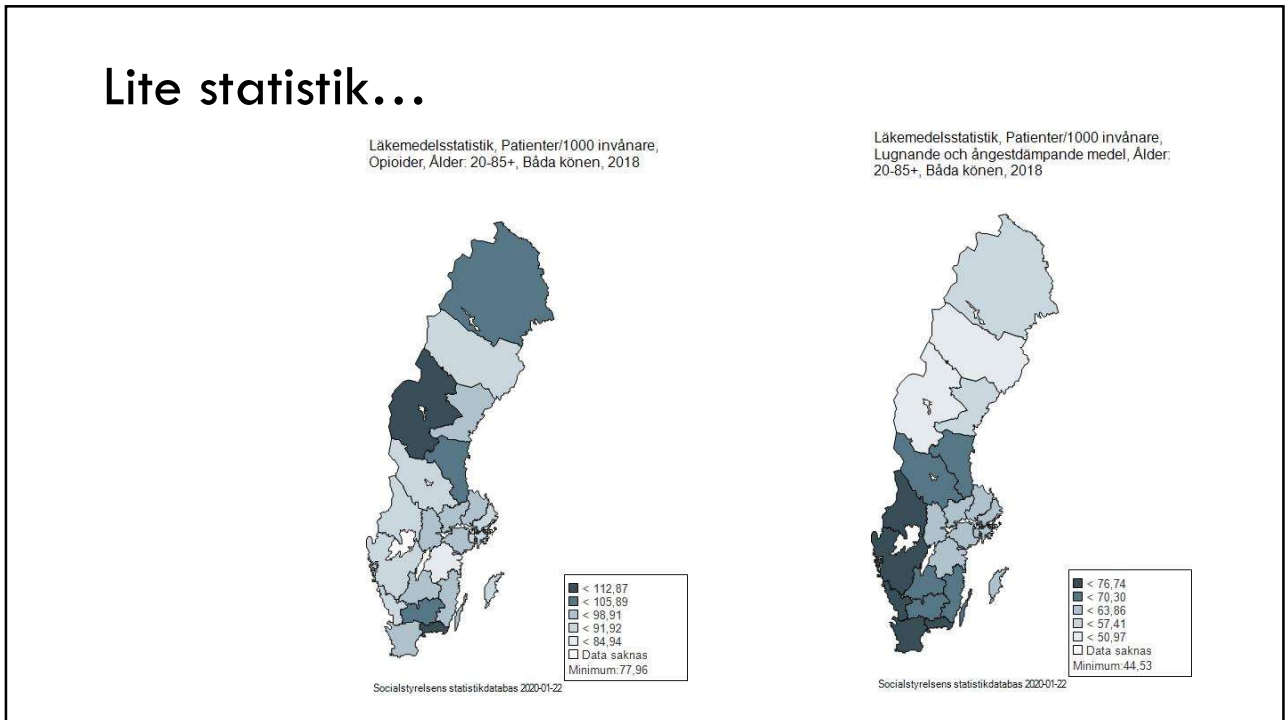 Lite statistik...
Läkemedelsstatistik, Patienter/1000 invånare,
Opioider, Ålder: 20-85+, Båda könen, 2018
< 112,87
< 105,89
< 98,91
< 91,92
< 84,94
Data saknas
Minimum:77,96
Socialstyrelsens statistikdatabas 2020-01-22
Läkemedelsstatistik, Patienter/1000 invånare,
Lugnande och ångestdämpande medel, Ålder:
20-85+, Båda könen, 2018
< 76,74
< 70,30
< 63,86
< 57,41
< 50,97
Data saknas
Minimum:44,53
Socialstyrelsens statistikdatabas 2020-01-22